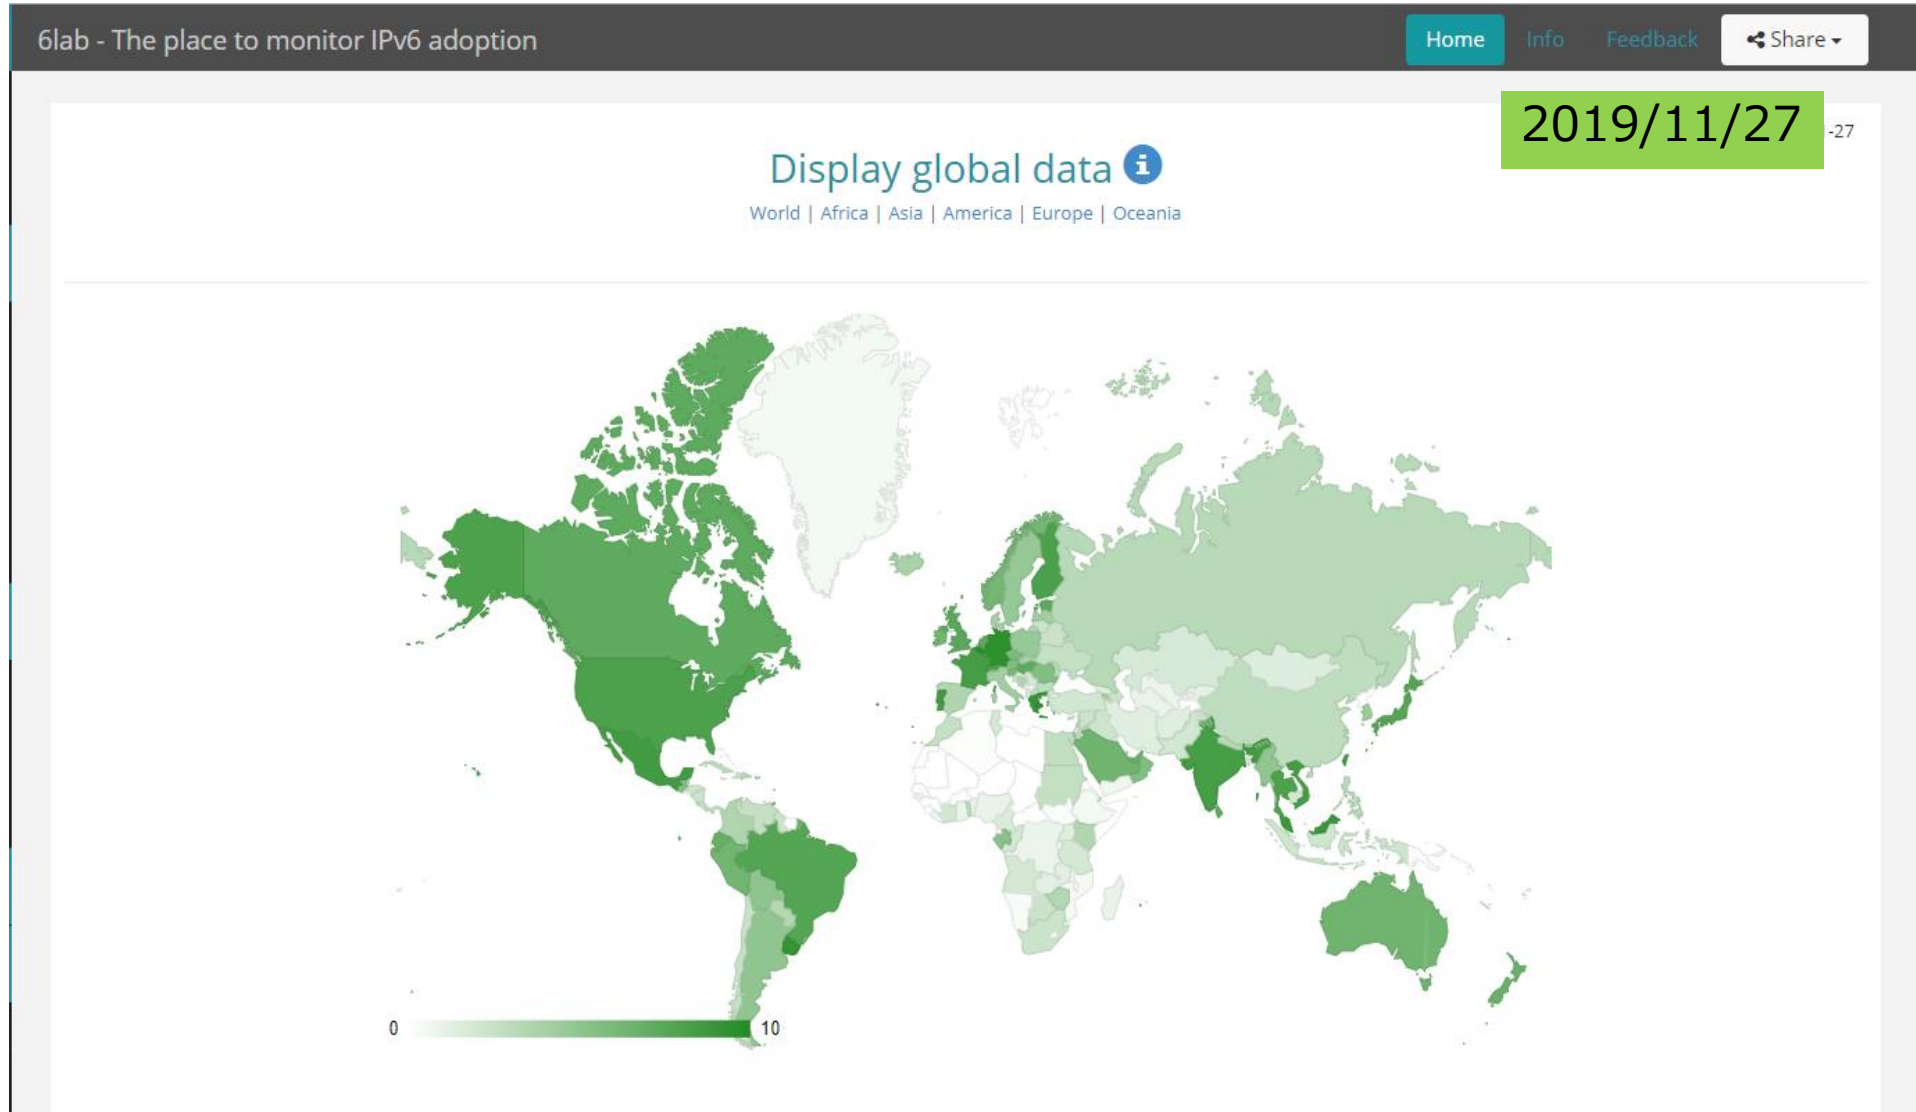 6lab - The place to monitor IPv6 adoption
Home Info Feedback Share
2019/11/27
-27
Display global data
World | Africa | Asia | America | Europe | Oceania
0 10